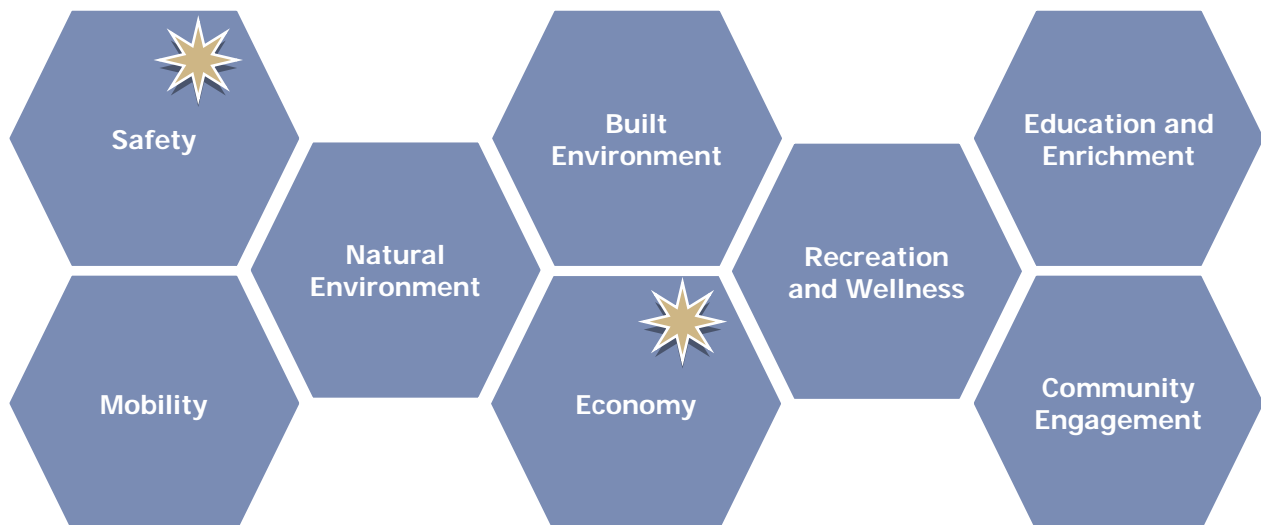 Safety
Mobility
Natural
Environment
Built
Environment
Economy
Recreation
and Wellness
Education and
Enrichment
Community
Engagement